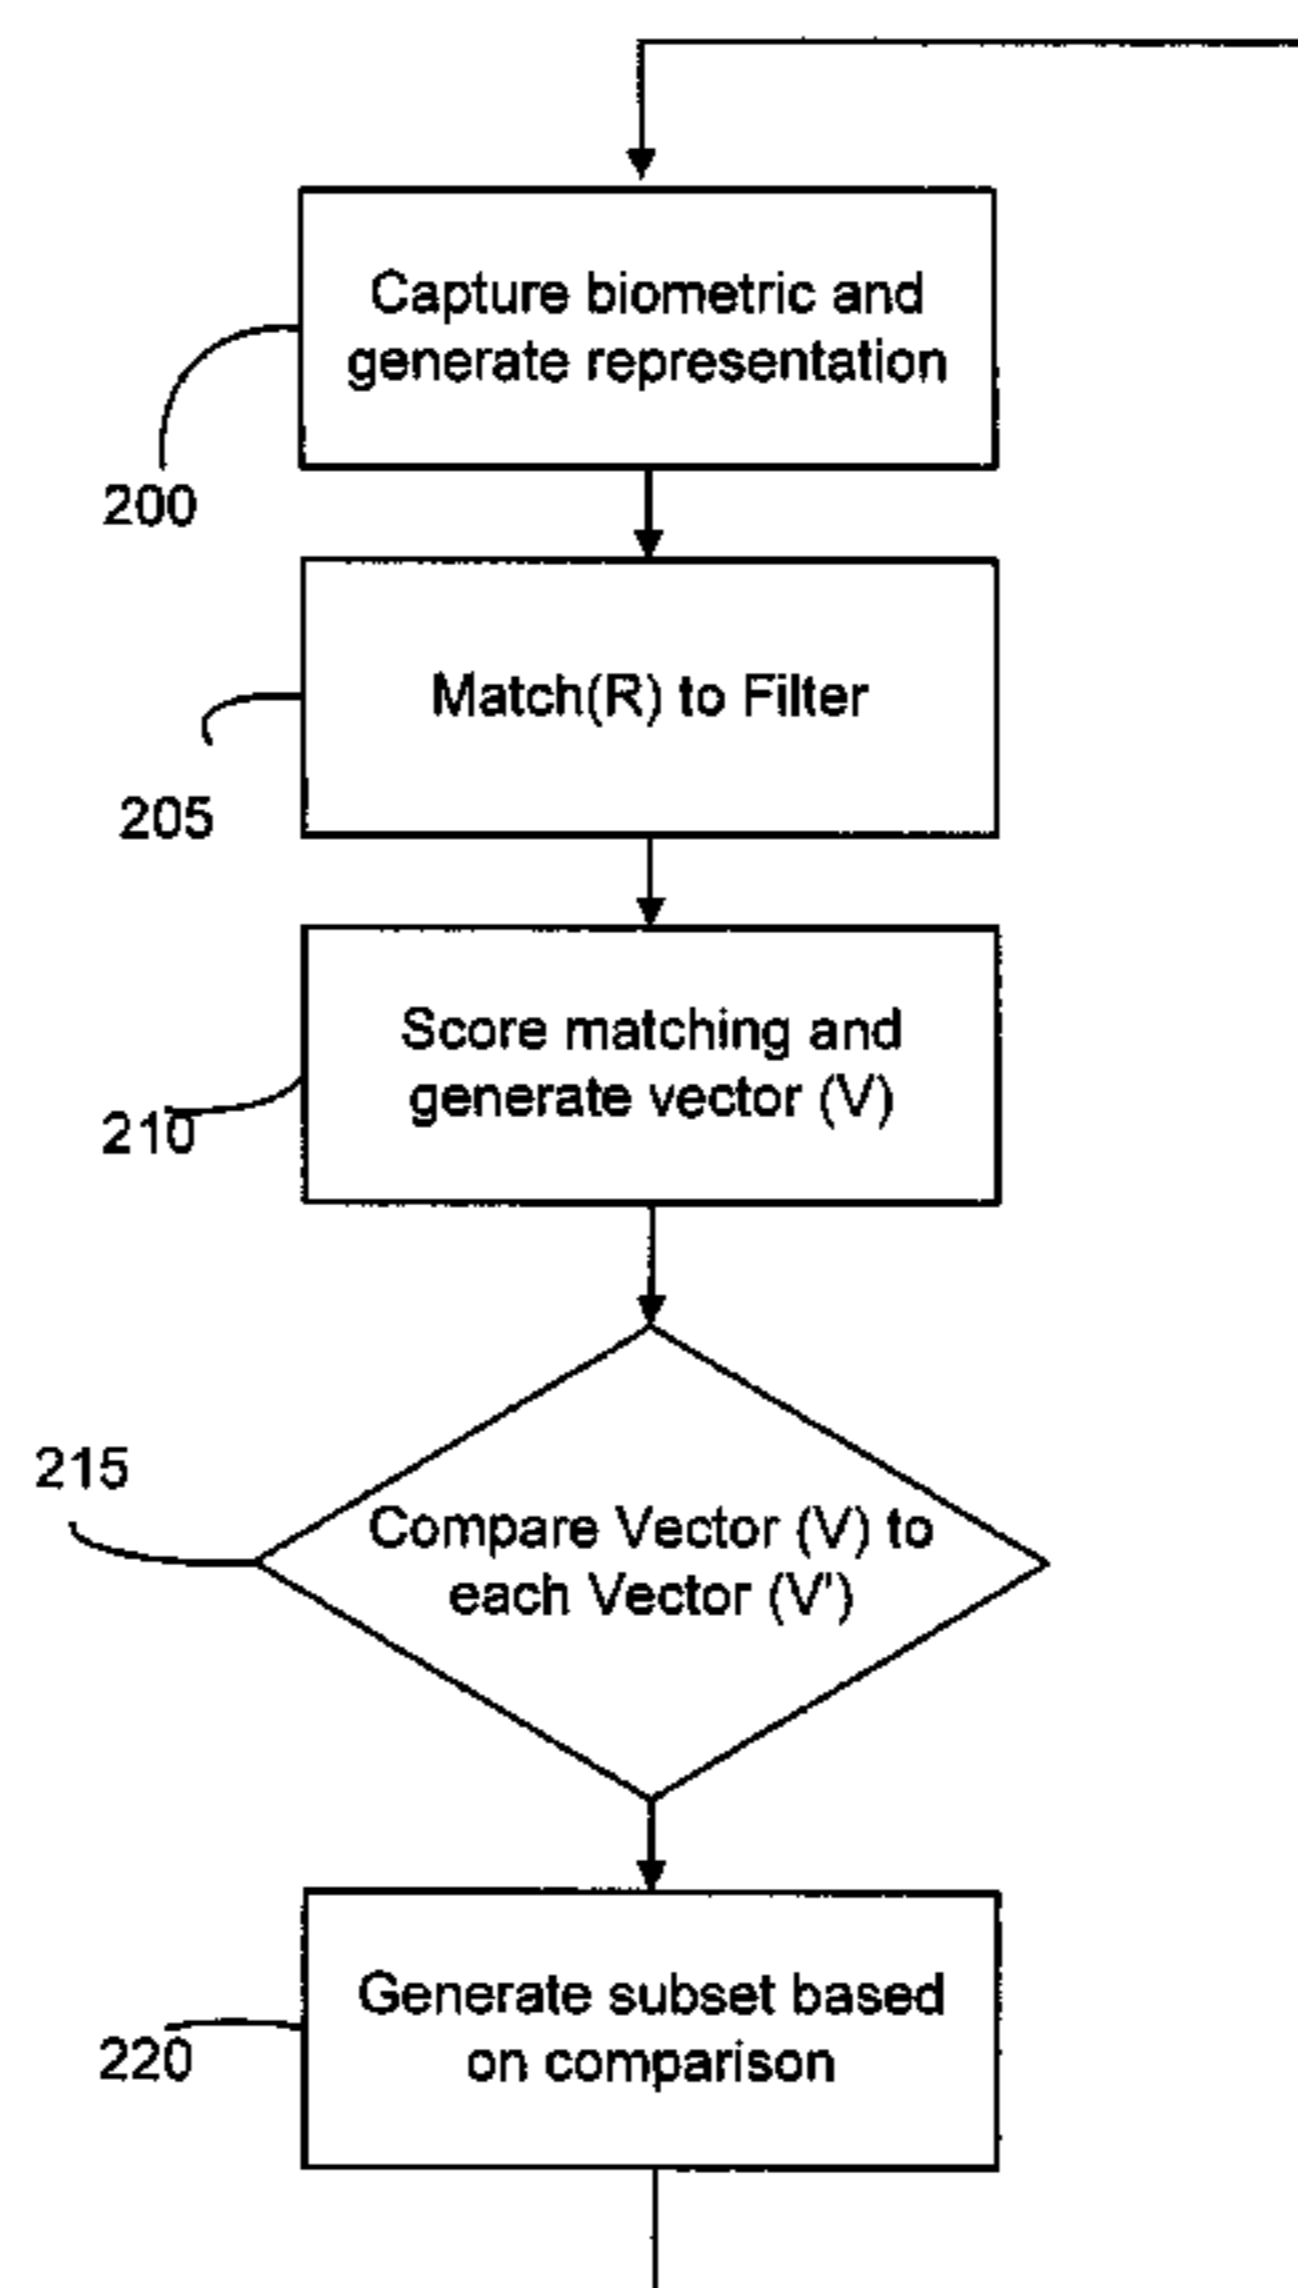 Capture biometric and
generate representation
200
Match(R) to Filter
205
Score matching and
generate vector (V)
210
215
Compare Vector (V) to
each Vector (V')
Generate subset based
on comparison
220